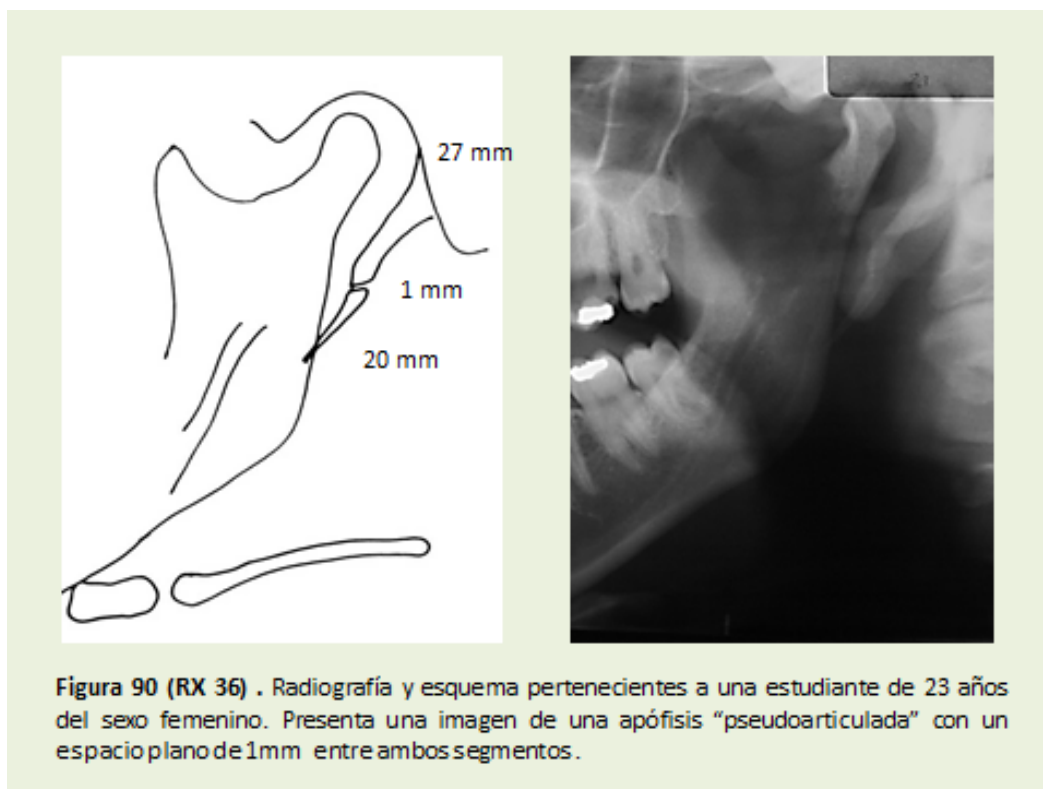 27 mm
1 mm
20 mm
Figura 90 (RX 36) . Radiografía y esquema pertenecientes a una estudiante de 23 años
del sexo femenino. Presenta una imagen de una apófisis “pseudoarticulada” con un
espacio plano de 1mm entre ambos segmentos.